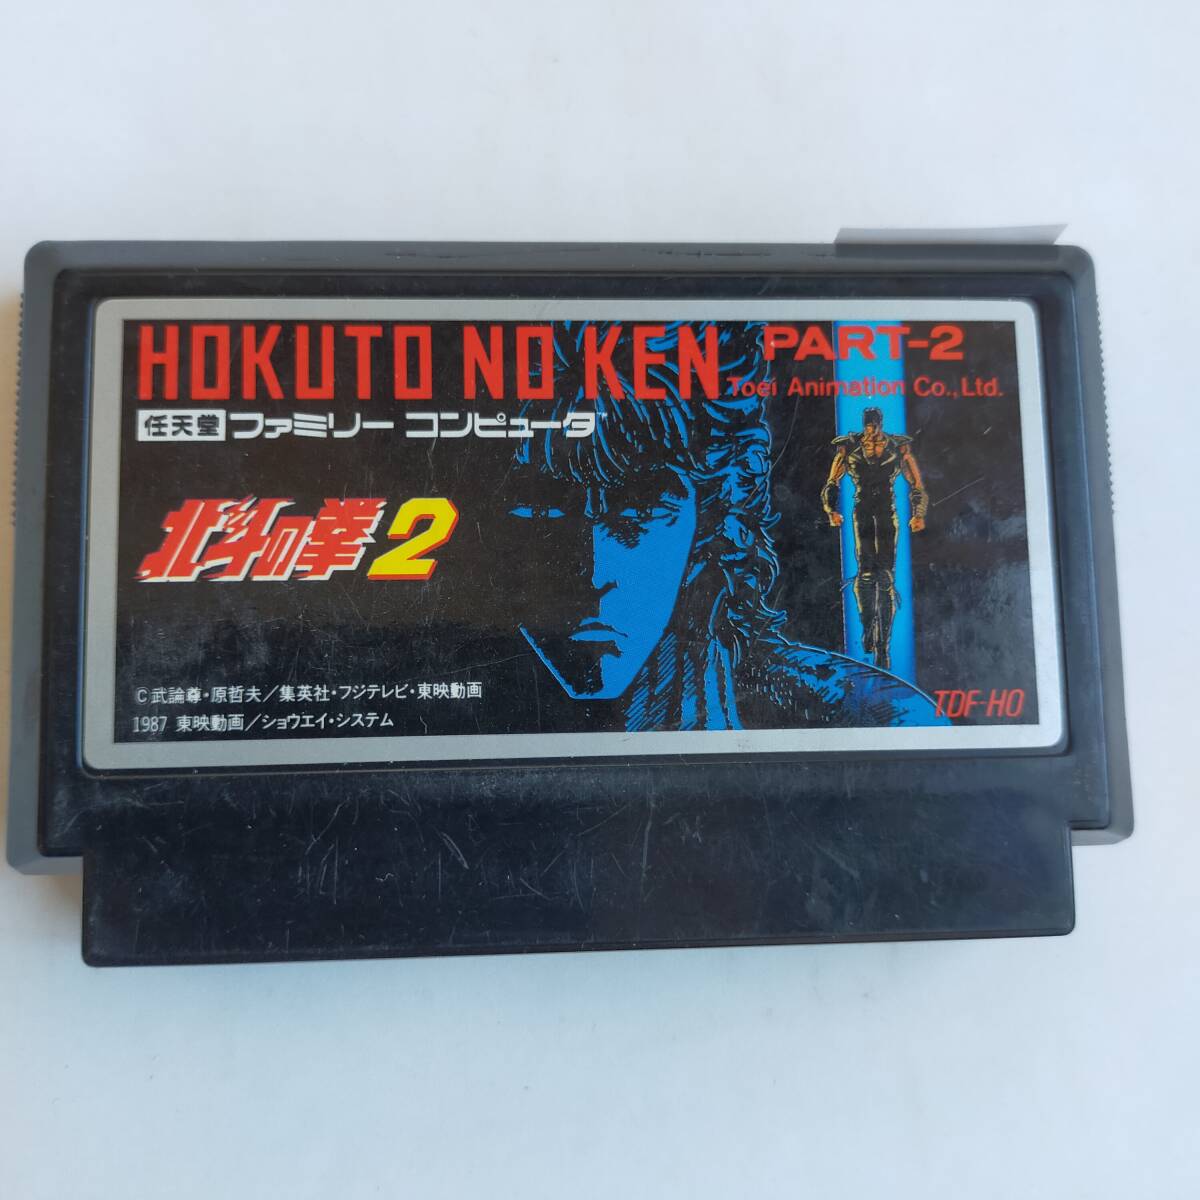 HOKUTO NO KEN PART-2
Toei Animation Co., Ltd.
任天堂 ファミリー コンピュータ™
北斗の拳2
©武論尊・原哲夫／集英社・フジテレビ・東映動画
1987 東映動画／ショウエイ・システム
TDF-HO